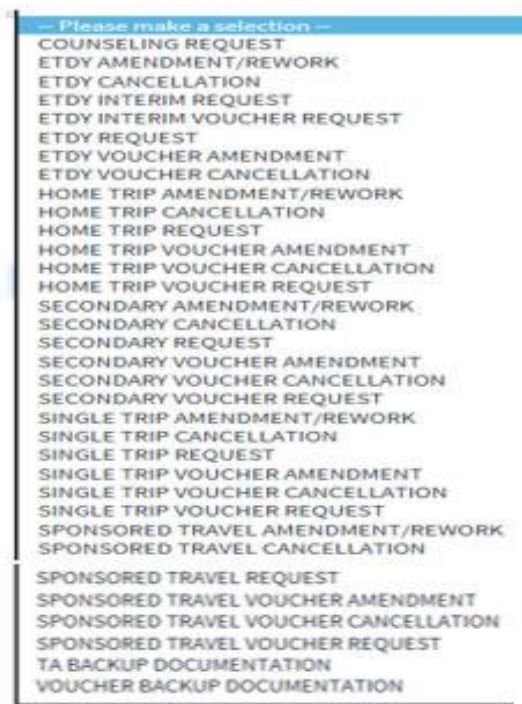 -- Please make a selection --
COUNSELING REQUEST
ETDY AMENDMENT/REWORK
ETDY CANCELLATION
ETDY INTERIM REQUEST
ETDY INTERIM VOUCHER REQUEST
ETDY REQUEST
ETDY VOUCHER AMENDMENT
ETDY VOUCHER CANCELLATION
HOME TRIP AMENDMENT/REWORK
HOME TRIP CANCELLATION
HOME TRIP REQUEST
HOME TRIP VOUCHER AMENDMENT
HOME TRIP VOUCHER CANCELLATION
HOME TRIP VOUCHER REQUEST
SECONDARY AMENDMENT/REWORK
SECONDARY CANCELLATION
SECONDARY REQUEST
SECONDARY VOUCHER AMENDMENT
SECONDARY VOUCHER CANCELLATION
SECONDARY VOUCHER REQUEST
SINGLE TRIP AMENDMENT/REWORK
SINGLE TRIP CANCELLATION
SINGLE TRIP REQUEST
SINGLE TRIP VOUCHER AMENDMENT
SINGLE TRIP VOUCHER CANCELLATION
SINGLE TRIP VOUCHER REQUEST
SPONSORED TRAVEL AMENDMENT/REWORK
SPONSORED TRAVEL CANCELLATION
SPONSORED TRAVEL REQUEST
SPONSORED TRAVEL VOUCHER AMENDMENT
SPONSORED TRAVEL VOUCHER CANCELLATION
SPONSORED TRAVEL VOUCHER REQUEST
TA BACKUP DOCUMENTATION
VOUCHER BACKUP DOCUMENTATION